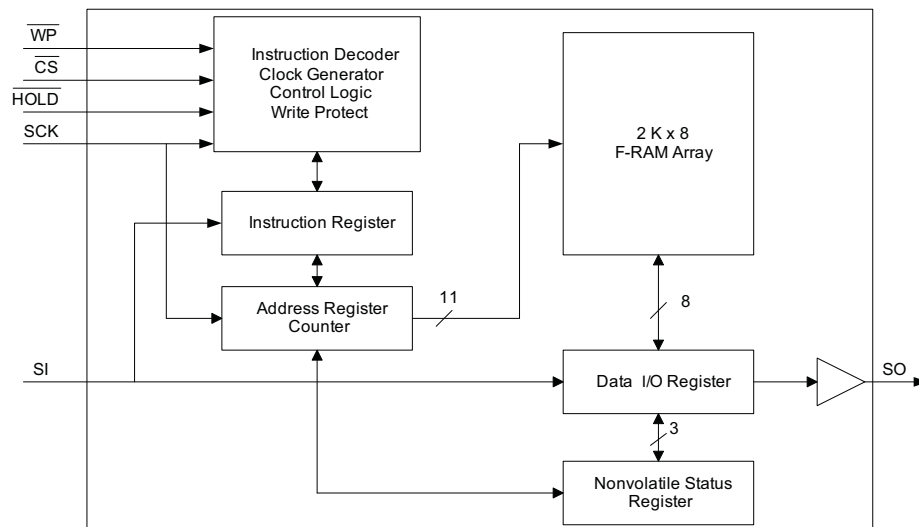 WP
CS
HOLD
SCK
Instruction Decoder
Clock Generator
Control Logic
Write Protect
2 K x 8
F-RAM Array
Instruction Register
Address Register
Counter
11
8
SI
Data I/O Register
SO
3
Nonvolatile Status
Register